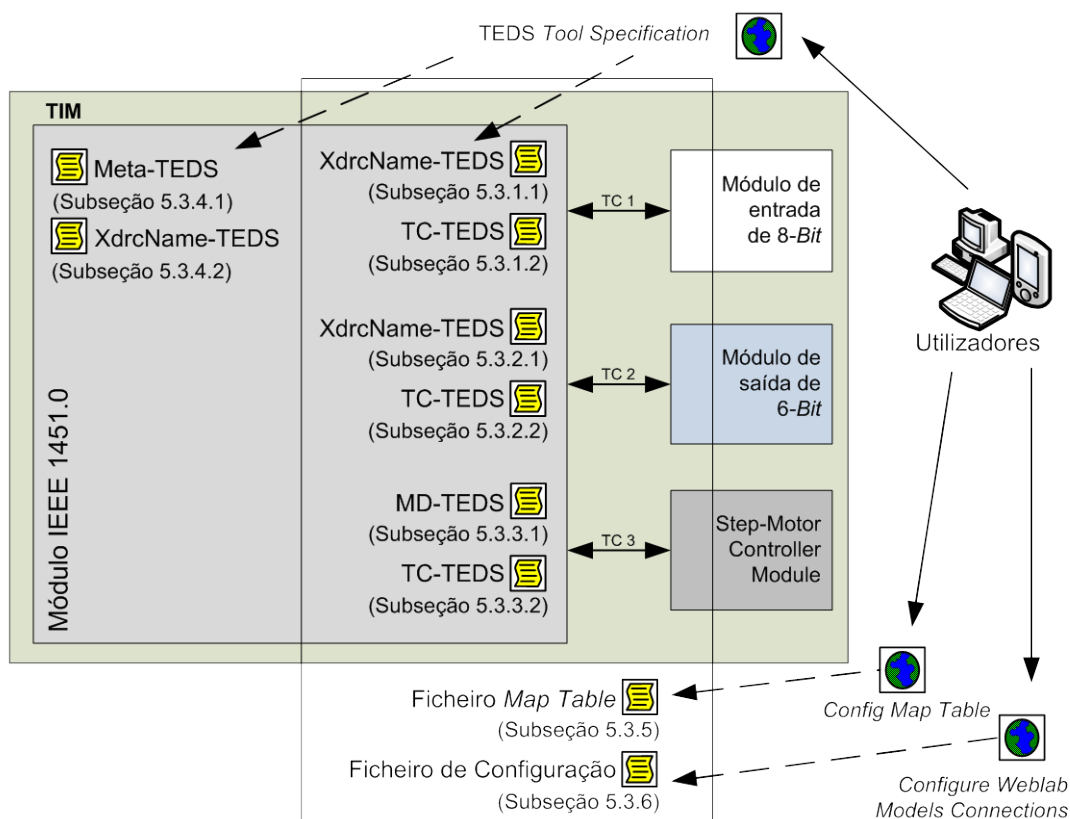 TEDS Tool Specification
TIM
Meta-TEDS
(Subseção 5.3.4.1)
XdrcName-TEDS
(Subseção 5.3.4.2)
Módulo IEEE 1451.0
XdrcName-TEDS
(Subseção 5.3.1.1)
TC-TEDS
(Subseção 5.3.1.2)
TC 1
Módulo de
entrada
de 8-Bit
XdrcName-TEDS
(Subseção 5.3.2.1)
TC-TEDS
(Subseção 5.3.2.2)
TC 2
Módulo de
saída de
6-Bit
MD-TEDS
(Subseção 5.3.3.1)
TC-TEDS
(Subseção 5.3.3.2)
TC 3
Step-Motor
Controller
Module
Utilizadores
Ficheiro Map Table
(Subseção 5.3.5)
Config Map Table
Ficheiro de Configuração
(Subseção 5.3.6)
Configure Weblab
Models Connections